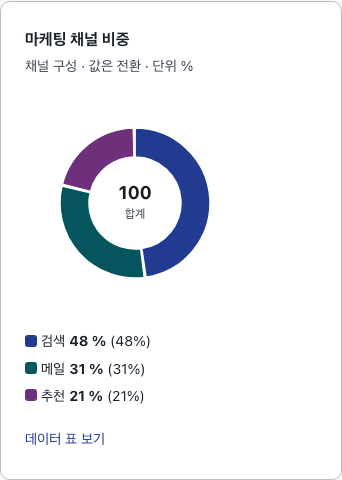 마케팅 채널 비중
채널 구성 · 값은 전환 · 단위 %
100
합계
검색 48 % (48%)
메일 31 % (31%)
추천 21 % (21%)
데이터 표 보기